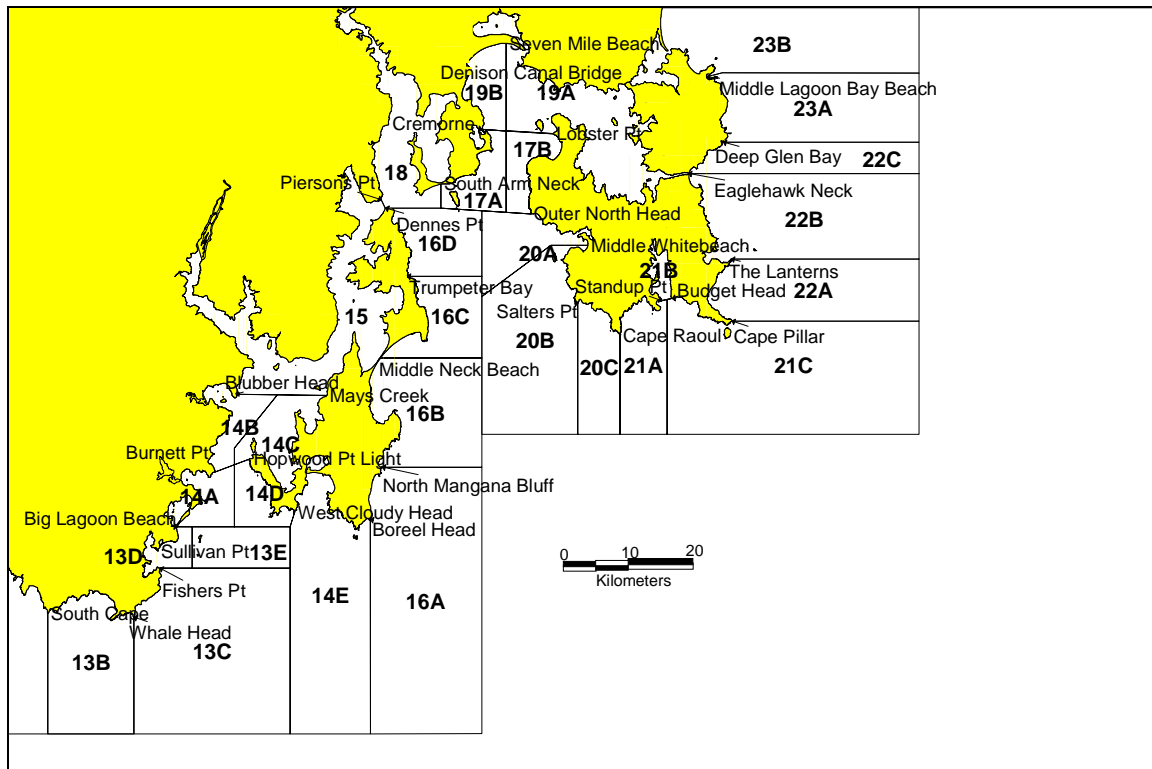 Seven Mile Beach
23B
Denison Canal Bridge
19B
19A
Middle Lagoon Bay Beach
23A
Cremorne
Lobster Pt
17B
Deep Glen Bay
22C
18
Piersons Pt
South Arm Neck
17A
Eaglehawk Neck
Dennes Pt
Outer North Head
22B
16D
20A
Middle Whitebeach
21B
The Lanterns
Trumpeter Bay
Standup Pt
Budget Head
22A
15
16C
Salters Pt
20B
Cape Raoul
Cape Pillar
20C
21A
21C
Middle Neck Beach
Blubber Head
Mays Creek
16B
14B
14C
Burnett Pt
Hopwood Pt Light
North Mangana Bluff
14A
14D
West Cloudy Head
Big Lagoon Beach
Boreel Head
13D
Sullivan Pt
13E
0 10 20
Kilometers
Fishers Pt
14E
16A
South Cape
Whale Head
13C
13B